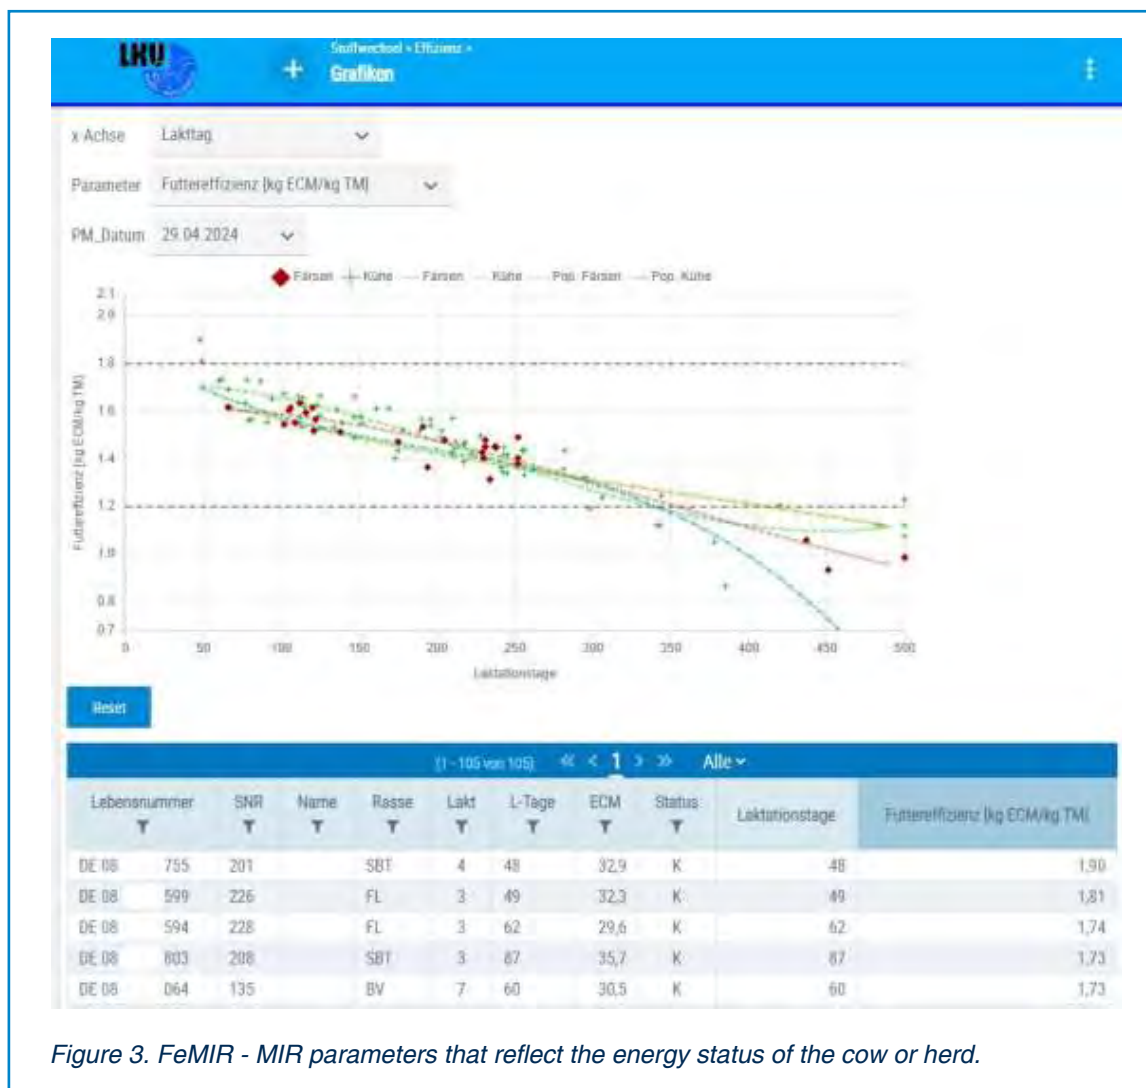 LKV
Stoffwechsel » Effizienz »
Grafiken
x-Achse Lakttag
Parameter Futtereffizienz [kg ECM/kg TM]
PM_Datum 29.04.2024
Färsen Kühe Färsen Kühe Pop. Färsen Pop. Kühe
2.1
2.0
1.8
1.6
1.4
1.2
1.0
0.8
0.7
Futtereffizienz [kg ECM/kg TM]
0 50 100 150 200 250 300 350 400 450 500
Laktationstage
Reset
(1 - 105 von 105) « < 1 > » Alle
Lebensnummer SNR Name Rasse Lakt L-Tage ECM Status Laktationstage Futtereffizienz [kg ECM/kg TM]
DE 08 755 201 SBT 4 48 32,9 K 48 1,90
DE 08 599 226 FL 3 49 32,3 K 49 1,81
DE 08 594 228 FL 3 62 29,6 K 62 1,74
DE 08 803 208 SBT 3 87 35,7 K 87 1,73
DE 08 064 135 BV 7 60 30,5 K 60 1,73
Figure 3. FeMIR - MIR parameters that reflect the energy status of the cow or herd.